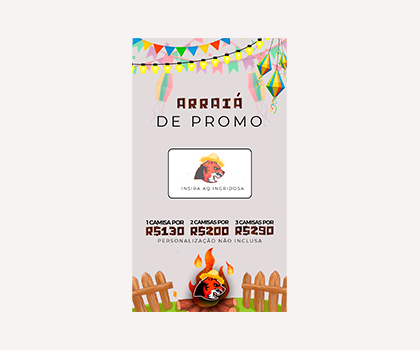 ARRAIÁ
DE PROMO
INSIRA AQ INGRIDOSA
1 CAMISA POR 2 CAMISAS POR 3 CAMISAS POR
R$130 R$200 R$290
PERSONALIZAÇÃO NÃO INCLUSA